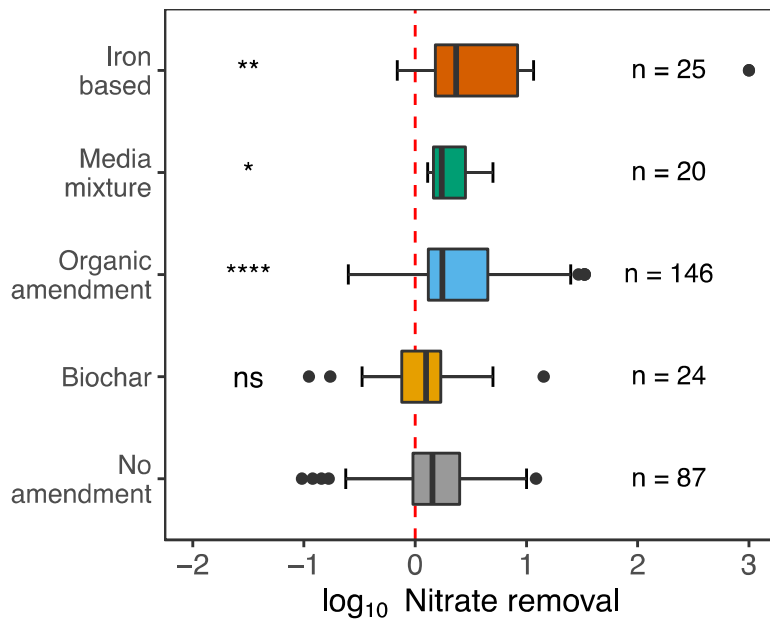 Iron
based
**
n = 25
Media
mixture
*
n = 20
Organic
amendment
****
n = 146
Biochar
ns
n = 24
No
amendment
n = 87
−2 −1 0 1 2 3
log₁₀ Nitrate removal